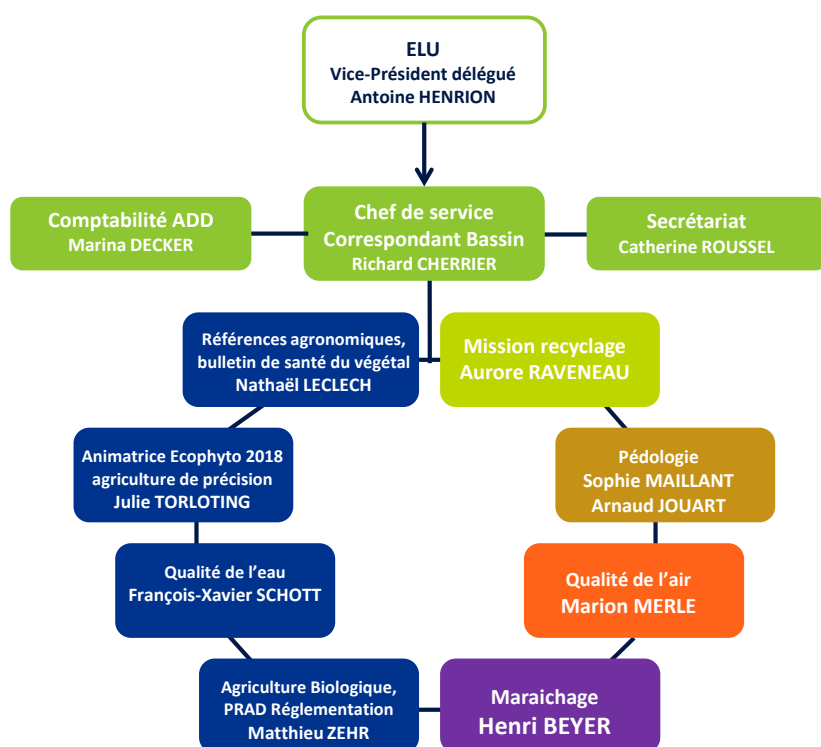 ELU
Vice-Président délégué
Antoine HENRION
Comptabilité ADD
Marina DECKER
Chef de service
Correspondant Bassin
Richard CHERRIER
Secrétariat
Catherine ROUSSEL
Références agronomiques,
bulletin de santé du végétal
Nathaël LECLECH
Mission recyclage
Aurore RAVENEAU
Animatrice Ecophyto 2018
agriculture de précision
Julie TORLOTING
Pédologie
Sophie MAILLANT
Arnaud JOUART
Qualité de l’eau
François-Xavier SCHOTT
Qualité de l’air
Marion MERLE
Agriculture Biologique,
PRAD Réglementation
Matthieu ZEHR
Maraichage
Henri BEYER